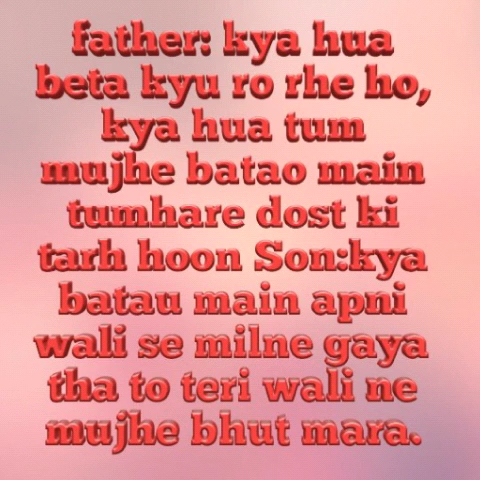 father: kya hua
beta kyu ro rhe ho,
kya hua tum
mujhe batao main
tumhare dost ki
tarh hoon Son:kya
batau main apni
wali se milne gaya
tha to teri wali ne
mujhe bhut mara.